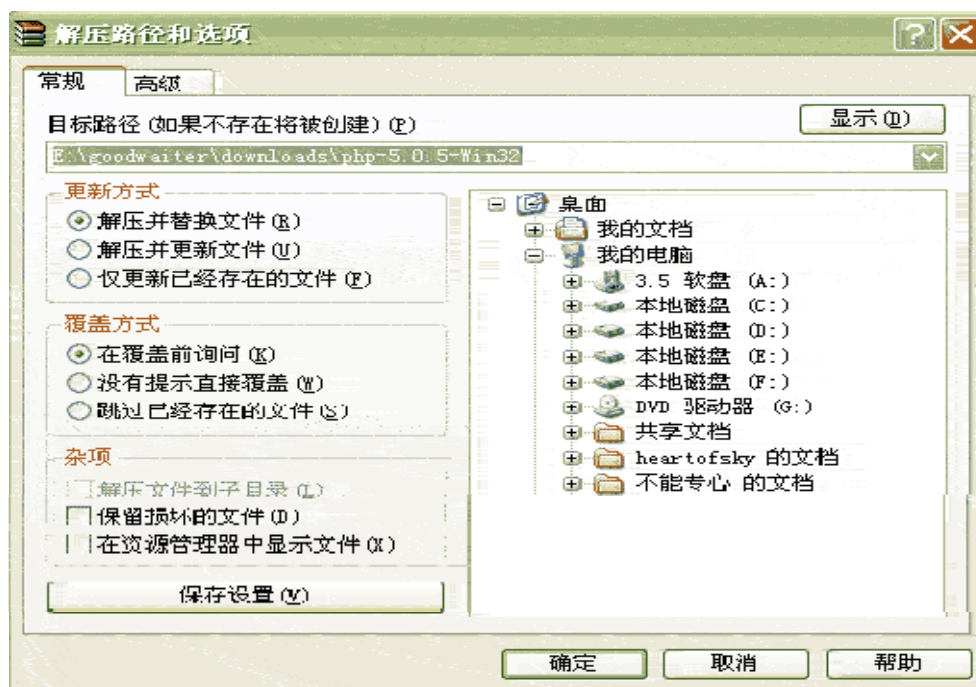 解压路径和选项
常规 高级
目标路径(如果不存在将被创建)(P)
显示(D)
E:\goodwaiter\downloads\php-5.0.5-Win32
更新方式
解压并替换文件(R)
解压并更新文件(U)
仅更新已经存在的文件(F)
覆盖方式
在覆盖前询问(K)
没有提示直接覆盖(W)
跳过已经存在的文件(S)
杂项
解压文件到子目录(L)
保留损坏的文件(D)
在资源管理器中显示文件(X)
保存设置(V)
桌面
我的文档
我的电脑
3.5 软盘 (A:)
本地磁盘 (C:)
本地磁盘 (D:)
本地磁盘 (E:)
本地磁盘 (F:)
DVD 驱动器 (G:)
共享文档
heartofsky 的文档
不能专心 的文档
确定 取消 帮助